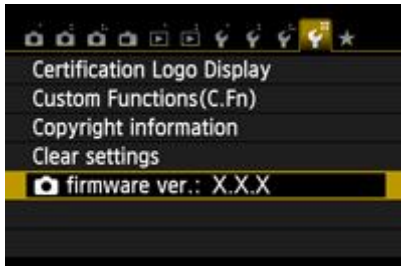 Certification Logo Display
Custom Functions(C.Fn)
Copyright information
Clear settings
firmware ver.: X.X.X